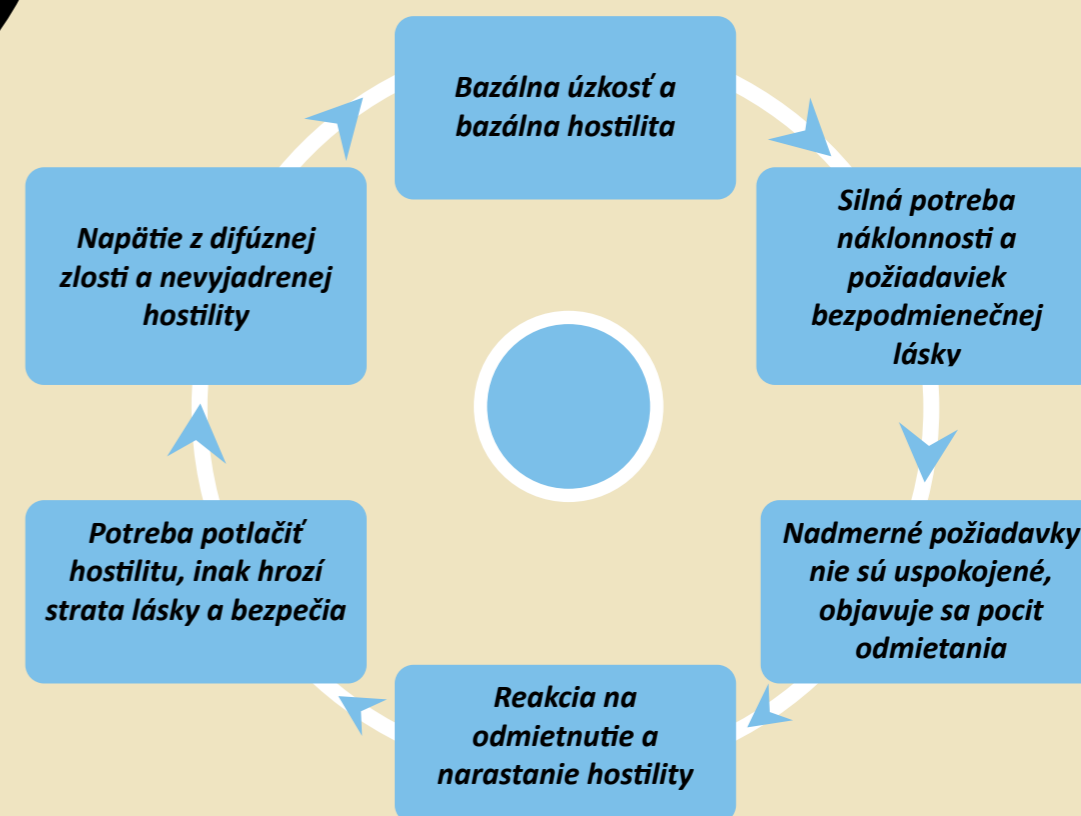 Bazálna úzkosť a
bazálna hostilita
Silná potreba
náklonnosti a
požiadaviek
bezpodmienečnej
lásky
Nadmerné požiadavky
nie sú uspokojené,
objavuje sa pocit
odmietania
Reakcia na
odmietnutie a
narastanie hostility
Potreba potlačiť
hostilitu, inak hrozí
strata lásky a bezpečia
Napätie z difúznej
zlosti a nevyjadrenej
hostility